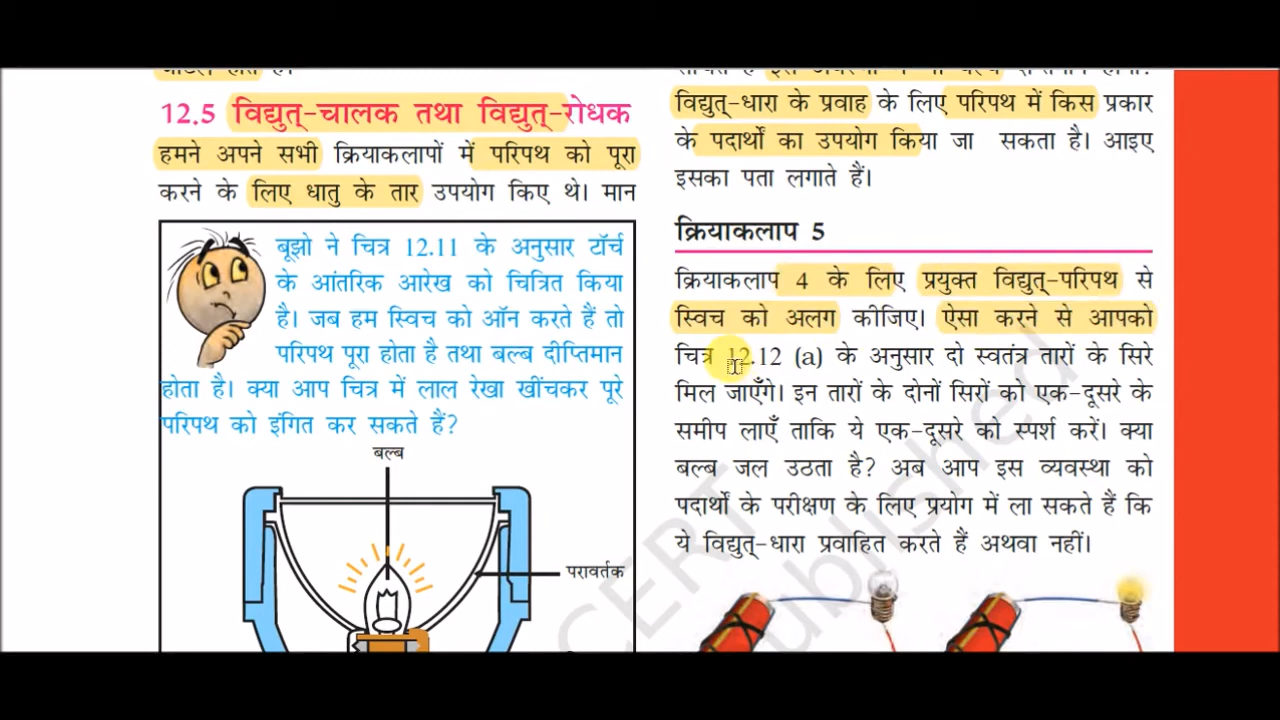 12.5 विद्युत्-चालक तथा विद्युत्-रोधक
हमने अपने सभी क्रियाकलापों में परिपथ को पूरा
करने के लिए धातु के तार उपयोग किए थे। मान
बूझो ने चित्र 12.11 के अनुसार टॉर्च
के आंतरिक आरेख को चित्रित किया
है। जब हम स्विच को ऑन करते हैं तो
परिपथ पूरा होता है तथा बल्ब दीप्तिमान
होता है। क्या आप चित्र में लाल रेखा खींचकर पूरे
परिपथ को इंगित कर सकते हैं?
बल्ब
परावर्तक
विद्युत्-धारा के प्रवाह के लिए परिपथ में किस प्रकार
के पदार्थों का उपयोग किया जा सकता है। आइए
इसका पता लगाते हैं।
क्रियाकलाप 5
क्रियाकलाप 4 के लिए प्रयुक्त विद्युत्-परिपथ से
स्विच को अलग कीजिए। ऐसा करने से आपको
चित्र 12.12 (a) के अनुसार दो स्वतंत्र तारों के सिरे
मिल जाएँगे। इन तारों के दोनों सिरों को एक-दूसरे के
समीप लाएँ ताकि ये एक-दूसरे को स्पर्श करें। क्या
बल्ब जल उठता है? अब आप इस व्यवस्था को
पदार्थों के परीक्षण के लिए प्रयोग में ला सकते हैं कि
ये विद्युत्-धारा प्रवाहित करते हैं अथवा नहीं।